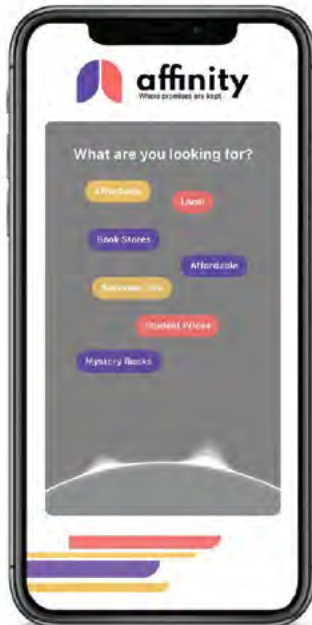 affinity
Where promises are kept
What are you looking for?
Affordable
Local
Book Stores
Affordable
Student Prices
Mystery Books